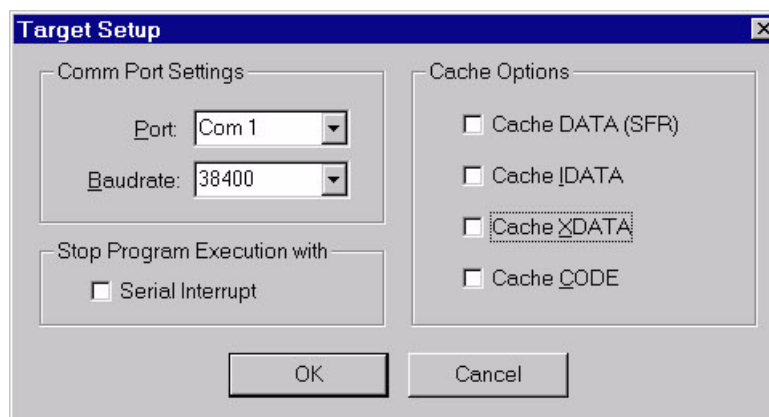 Target Setup
Comm Port Settings
Port: Com 1
Baudrate: 38400
Stop Program Execution with
Serial Interrupt
Cache Options
Cache DATA (SFR)
Cache IDATA
Cache XDATA
Cache CODE
OK
Cancel